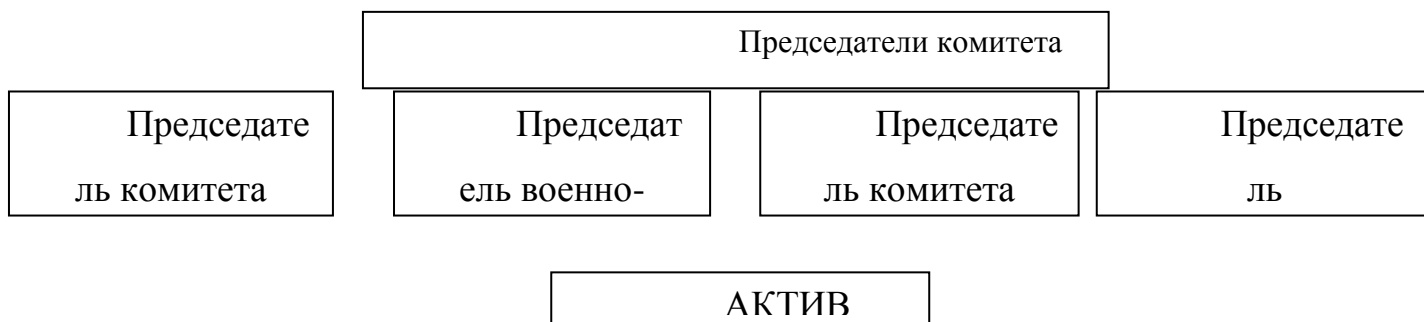 Председатели комитета
Председате
ль комитета
Председат
ель военно-
Председате
ль комитета
Председате
ль
АКТИВ